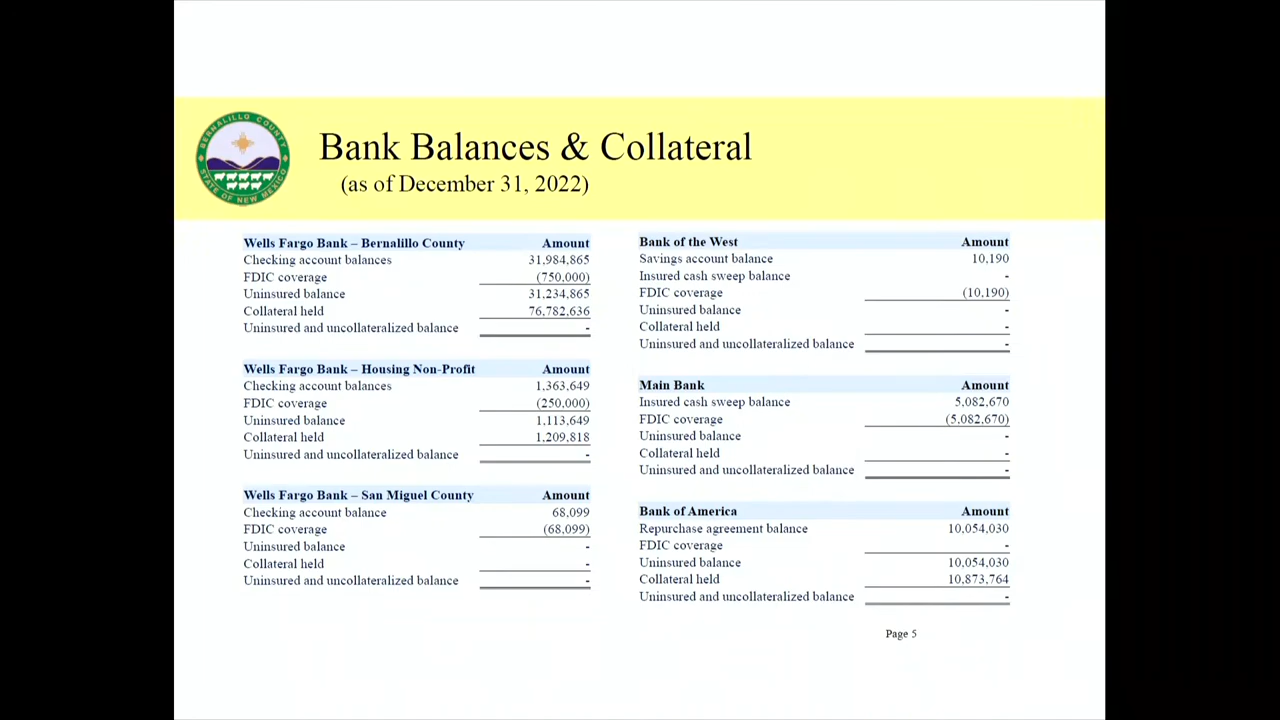 BERNALILLO COUNTY
STATE OF NEW MEXICO
Bank Balances & Collateral
(as of December 31, 2022)
Wells Fargo Bank – Bernalillo County Amount
Checking account balances 31,984,865
FDIC coverage (750,000)
Uninsured balance 31,234,865
Collateral held 76,782,636
Uninsured and uncollateralized balance -
Wells Fargo Bank – Housing Non-Profit Amount
Checking account balances 1,363,649
FDIC coverage (250,000)
Uninsured balance 1,113,649
Collateral held 1,209,818
Uninsured and uncollateralized balance -
Wells Fargo Bank – San Miguel County Amount
Checking account balance 68,099
FDIC coverage (68,099)
Uninsured balance -
Collateral held -
Uninsured and uncollateralized balance -
Bank of the West Amount
Savings account balance 10,190
Insured cash sweep balance -
FDIC coverage (10,190)
Uninsured balance -
Collateral held -
Uninsured and uncollateralized balance -
Main Bank Amount
Insured cash sweep balance 5,082,670
FDIC coverage (5,082,670)
Uninsured balance -
Collateral held -
Uninsured and uncollateralized balance -
Bank of America Amount
Repurchase agreement balance 10,054,030
FDIC coverage -
Uninsured balance 10,054,030
Collateral held 10,873,764
Uninsured and uncollateralized balance -
Page 5